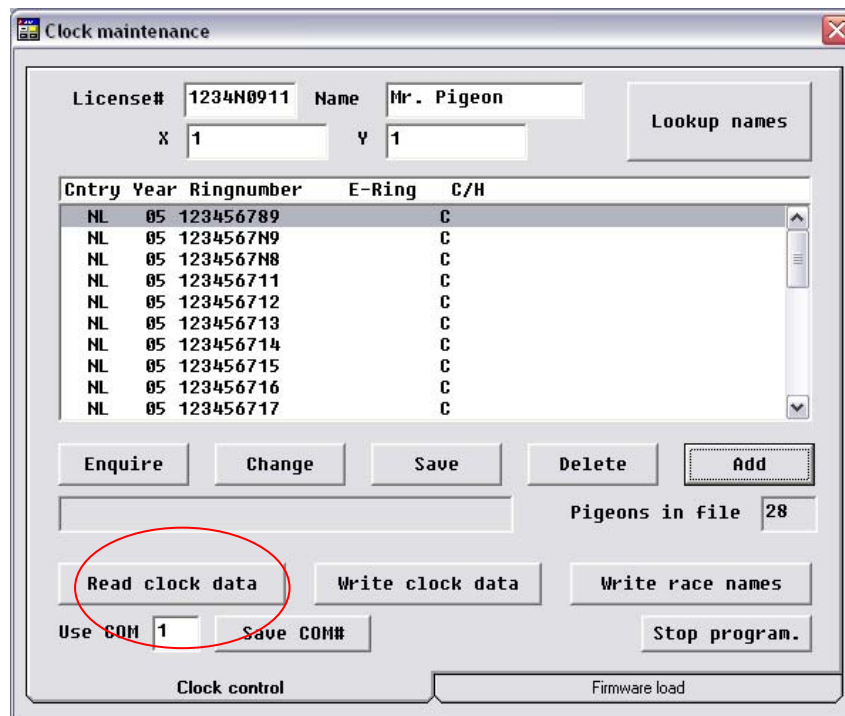 Clock maintenance
License# 1234N0911 Name Mr. Pigeon
Lookup names
X 1 Y 1
Cntry Year Ringnumber E-Ring C/H
NL 05 123456789 C
NL 05 1234567N9 C
NL 05 1234567N8 C
NL 05 123456711 C
NL 05 123456712 C
NL 05 123456713 C
NL 05 123456714 C
NL 05 123456715 C
NL 05 123456716 C
NL 05 123456717 C
Enquire Change Save Delete Add
Pigeons in file 28
Read clock data Write clock data Write race names
Use COM 1 Save COM# Stop program.
Clock control Firmware load